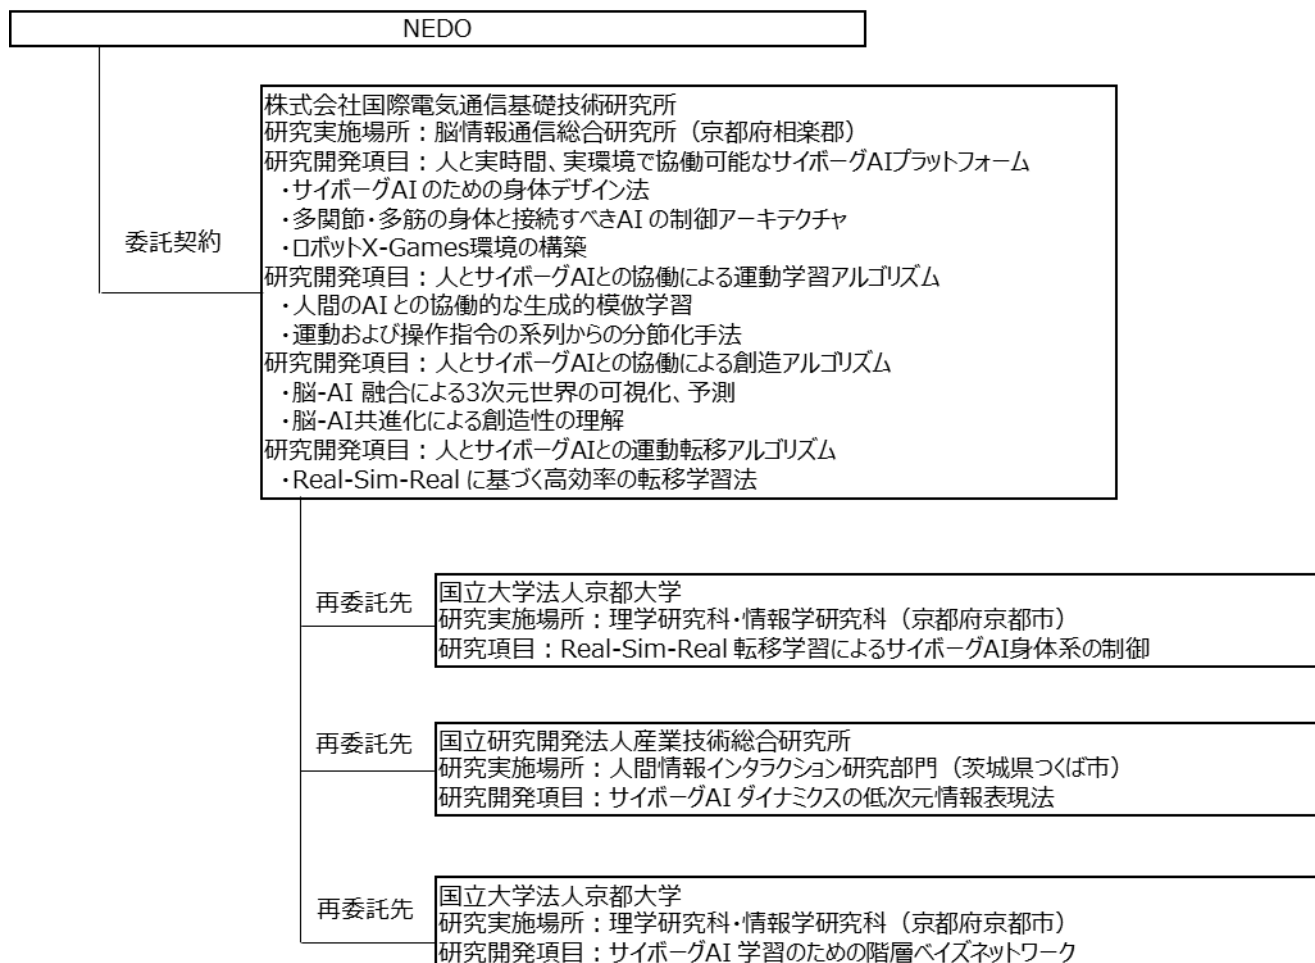 NEDO
委託契約
株式会社国際電気通信基礎技術研究所
研究実施場所：脳情報通信総合研究所（京都府相楽郡）
研究開発項目：人と実時間、実環境で協働可能なサイボーグAIプラットフォーム
・サイボーグAI のための身体デザイン法
・多関節・多筋の身体と接続すべきAI の制御アーキテクチャ
・ロボットX-Games環境の構築
研究開発項目：人とサイボーグAIとの協働による運動学習アルゴリズム
・人間のAI との協働的な生成的模倣学習
・運動および操作指令の系列からの分節化手法
研究開発項目：人とサイボーグAIとの協働による創造アルゴリズム
・脳-AI 融合による3次元世界の可視化、予測
・脳-AI共進化による創造性の理解
研究開発項目：人とサイボーグAIとの運動転移アルゴリズム
・Real-Sim-Real に基づく高効率の転移学習法
再委託先
国立大学法人京都大学
研究実施場所：理学研究科・情報学研究科（京都府京都市）
研究項目：Real-Sim-Real 転移学習によるサイボーグAI身体系の制御
再委託先
国立研究開発法人産業技術総合研究所
研究実施場所：人間情報インタラクション研究部門（茨城県つくば市）
研究開発項目：サイボーグAI ダイナミクスの低次元情報表現法
再委託先
国立大学法人京都大学
研究実施場所：理学研究科・情報学研究科（京都府京都市）
研究開発項目：サイボーグAI 学習のための階層ベイズネットワーク